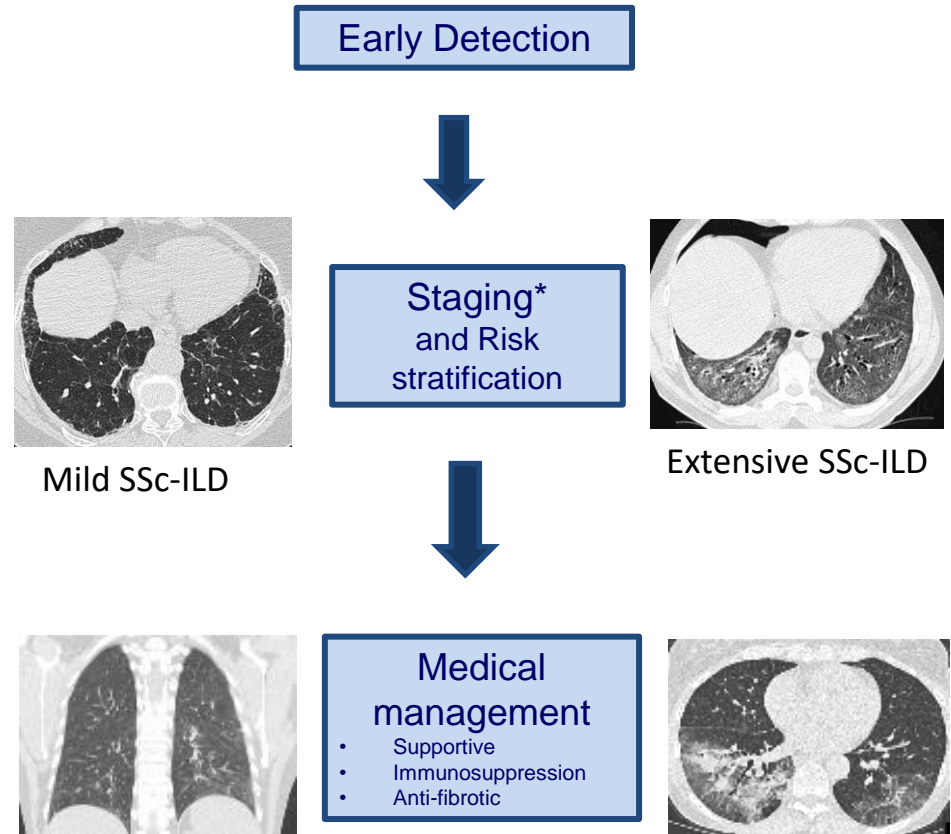 Early Detection
Staging*
and Risk
stratification
Mild SSc-ILD
Extensive SSc-ILD
Medical
management
• Supportive
• Immunosuppression
• Anti-fibrotic